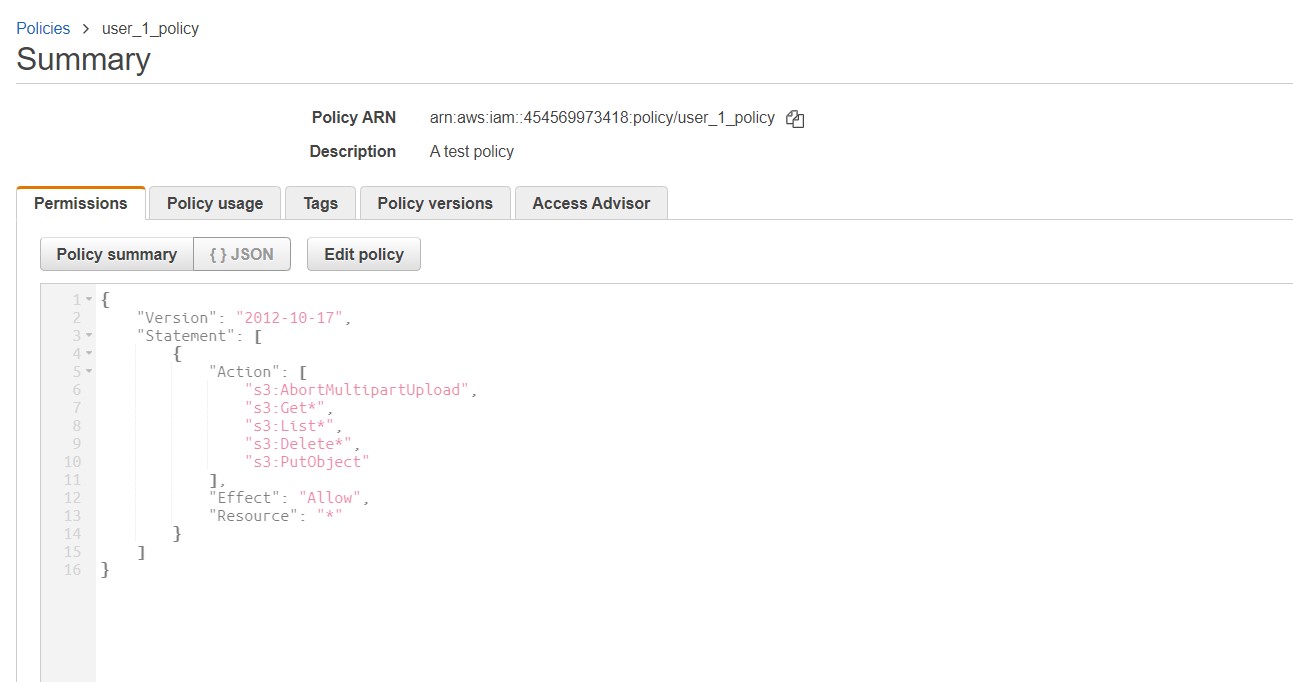 Policies > user_1_policy
Summary
Policy ARN arn:aws:iam::454569973418:policy/user_1_policy
Description A test policy
Permissions Policy usage Tags Policy versions Access Advisor
Policy summary { } JSON Edit policy
1 {
2     "Version": "2012-10-17",
3     "Statement": [
4         {
5             "Action": [
6                 "s3:AbortMultipartUpload",
7                 "s3:Get*",
8                 "s3:List*",
9                 "s3:Delete*",
10                 "s3:PutObject"
11             ],
12             "Effect": "Allow",
13             "Resource": "*"
14         }
15     ]
16 }